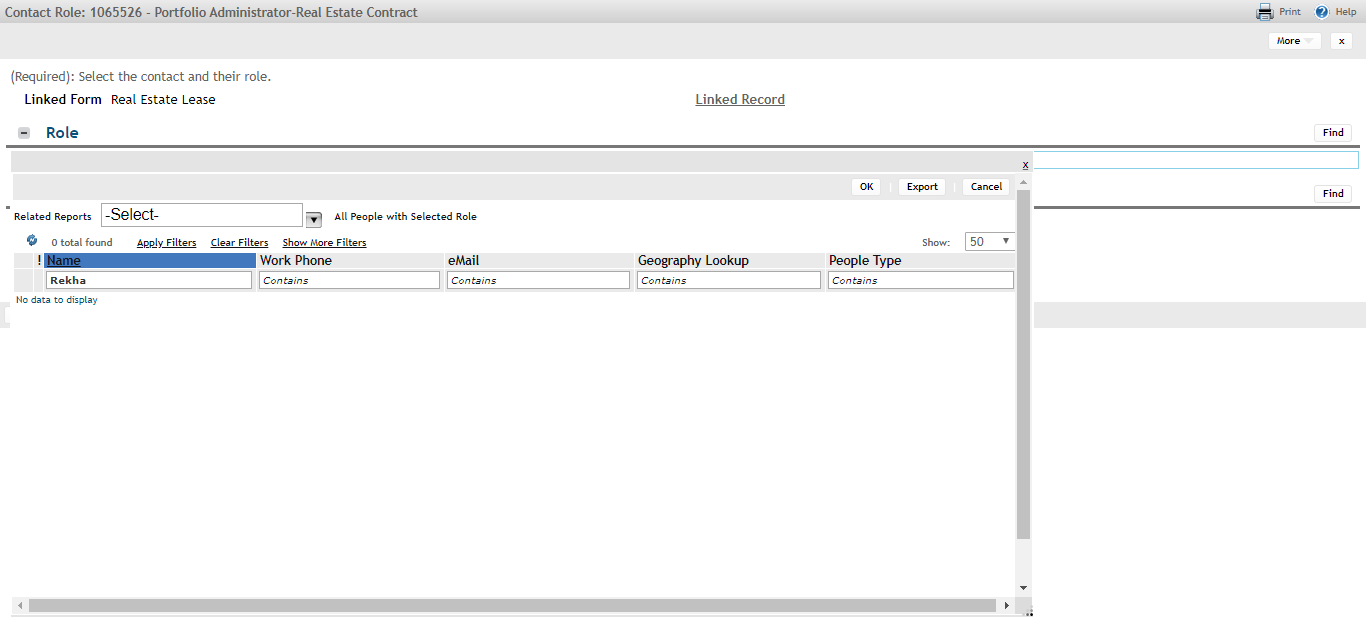 Contact Role: 1065526 - Portfolio Administrator-Real Estate Contract Print Help
More x
(Required): Select the contact and their role.
Linked Form Real Estate Lease Linked Record
Role Find
x
OK Export Cancel
Find
Related Reports -Select- All People with Selected Role
0 total found Apply Filters Clear Filters Show More Filters Show: 50
! Name Work Phone eMail Geography Lookup People Type
Rekha Contains Contains Contains Contains
No data to display